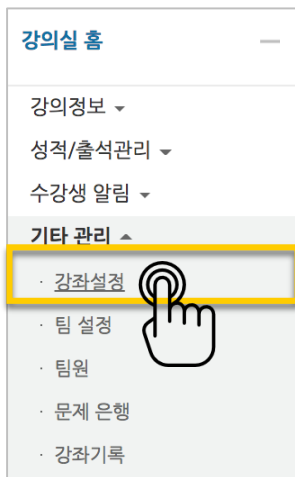 강의실 홈
강의정보
성적/출석관리
수강생 알림
기타 관리
· 강좌설정
· 팀 설정
· 팀원
· 문제 은행
· 강좌기록